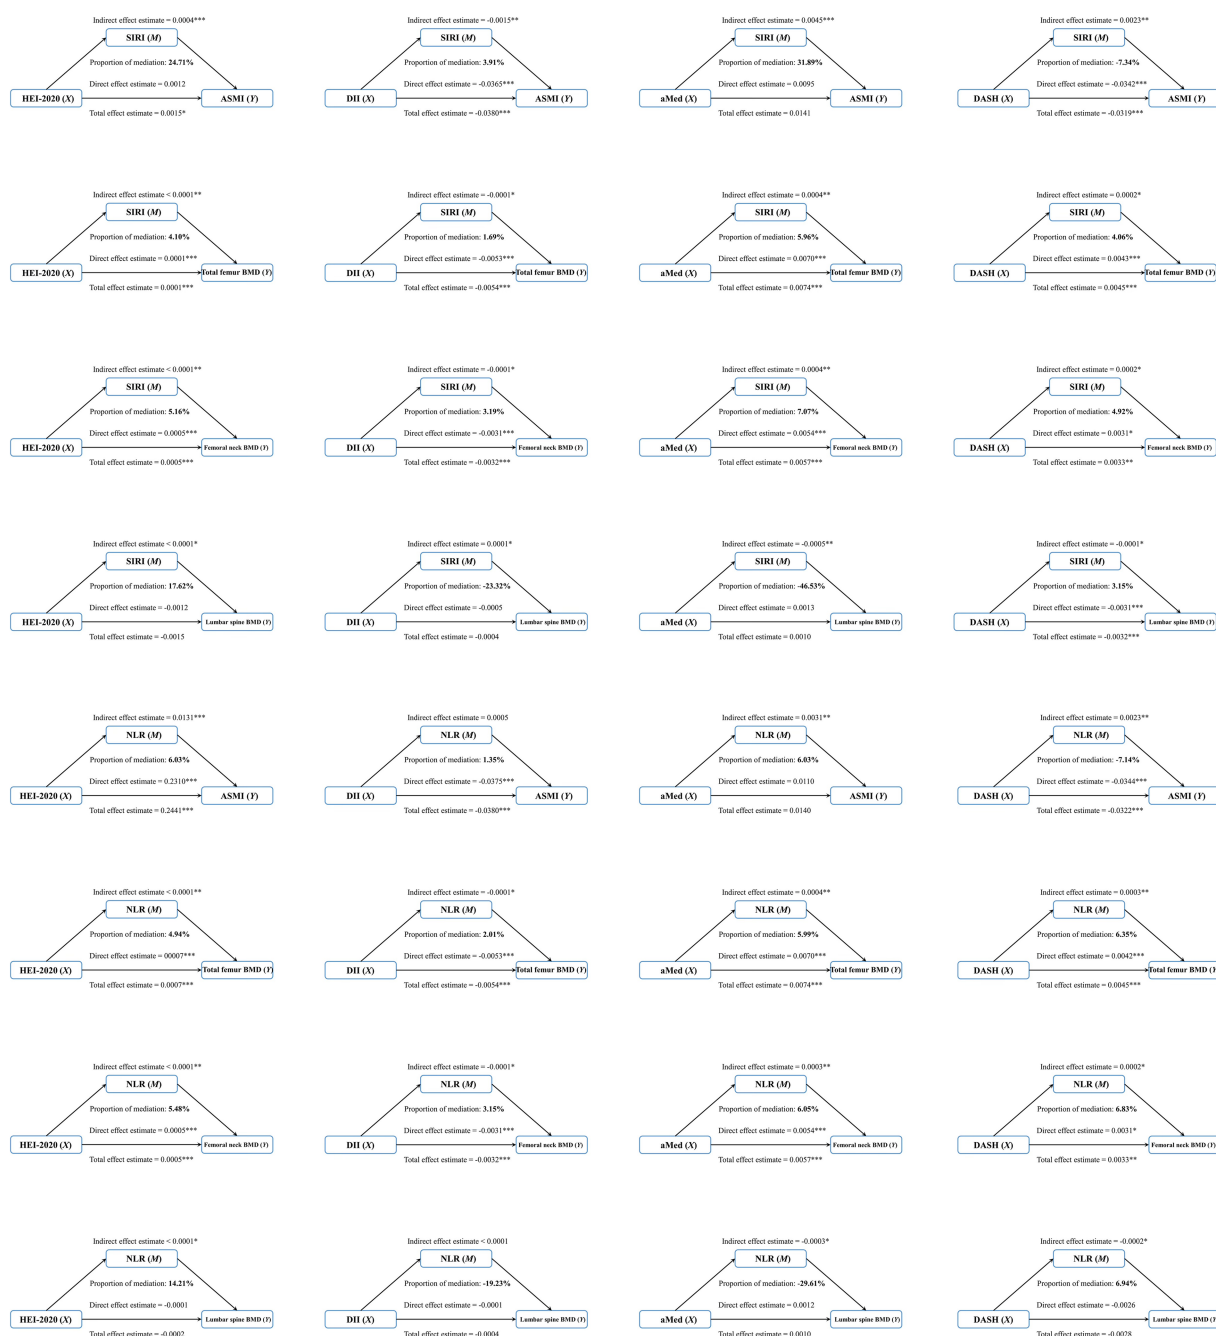 Indirect effect estimate = 0.0004***
SIRI (M)
Proportion of mediation: 24.71%
Direct effect estimate = 0.0012
HEI-2020 (X)
ASMI (Y)
Total effect estimate = 0.0015*
Indirect effect estimate = -0.0015**
SIRI (M)
Proportion of mediation: 3.91%
Direct effect estimate = -0.0365***
DII (X)
ASMI (Y)
Total effect estimate = -0.0380***
Indirect effect estimate = 0.0045***
SIRI (M)
Proportion of mediation: 31.89%
Direct effect estimate = 0.0095
aMed (X)
ASMI (Y)
Total effect estimate = 0.0141
Indirect effect estimate = 0.0023**
SIRI (M)
Proportion of mediation: -7.34%
Direct effect estimate = -0.0342***
DASH (X)
ASMI (Y)
Total effect estimate = -0.0319***
Indirect effect estimate < 0.0001**
SIRI (M)
Proportion of mediation: 4.10%
Direct effect estimate = 0.0001***
HEI-2020 (X)
Total femur BMD (Y)
Total effect estimate = 0.0001***
Indirect effect estimate = -0.0001*
SIRI (M)
Proportion of mediation: 1.69%
Direct effect estimate = -0.0053***
DII (X)
Total femur BMD (Y)
Total effect estimate = -0.0054***
Indirect effect estimate = 0.0004**
SIRI (M)
Proportion of mediation: 5.96%
Direct effect estimate = 0.0070***
aMed (X)
Total femur BMD (Y)
Total effect estimate = 0.0074***
Indirect effect estimate = 0.0002*
SIRI (M)
Proportion of mediation: 4.06%
Direct effect estimate = 0.0043***
DASH (X)
Total femur BMD (Y)
Total effect estimate = 0.0045***
Indirect effect estimate < 0.0001**
SIRI (M)
Proportion of mediation: 5.16%
Direct effect estimate = 0.0005***
HEI-2020 (X)
Femoral neck BMD (Y)
Total effect estimate = 0.0005***
Indirect effect estimate = -0.0001*
SIRI (M)
Proportion of mediation: 3.19%
Direct effect estimate = -0.0031***
DII (X)
Femoral neck BMD (Y)
Total effect estimate = -0.0032***
Indirect effect estimate = 0.0004**
SIRI (M)
Proportion of mediation: 7.07%
Direct effect estimate = 0.0054***
aMed (X)
Femoral neck BMD (Y)
Total effect estimate = 0.0057***
Indirect effect estimate = 0.0002*
SIRI (M)
Proportion of mediation: 4.92%
Direct effect estimate = 0.0031*
DASH (X)
Femoral neck BMD (Y)
Total effect estimate = 0.0033**
Indirect effect estimate < 0.0001*
SIRI (M)
Proportion of mediation: 17.62%
Direct effect estimate = -0.0012
HEI-2020 (X)
Lumbar spine BMD (Y)
Total effect estimate = -0.0015
Indirect effect estimate = 0.0001*
SIRI (M)
Proportion of mediation: -23.32%
Direct effect estimate = -0.0005
DII (X)
Lumbar spine BMD (Y)
Total effect estimate = -0.0004
Indirect effect estimate = -0.0005**
SIRI (M)
Proportion of mediation: -46.53%
Direct effect estimate = 0.0013
aMed (X)
Lumbar spine BMD (Y)
Total effect estimate = 0.0010
Indirect effect estimate = -0.0001*
SIRI (M)
Proportion of mediation: 3.15%
Direct effect estimate = -0.0031***
DASH (X)
Lumbar spine BMD (Y)
Total effect estimate = -0.0032***
Indirect effect estimate = 0.0131***
NLR (M)
Proportion of mediation: 6.03%
Direct effect estimate = 0.2310***
HEI-2020 (X)
ASMI (Y)
Total effect estimate = 0.2441***
Indirect effect estimate = 0.0005
NLR (M)
Proportion of mediation: 1.35%
Direct effect estimate = -0.0375***
DII (X)
ASMI (Y)
Total effect estimate = -0.0380***
Indirect effect estimate = 0.0031**
NLR (M)
Proportion of mediation: 6.03%
Direct effect estimate = 0.0110
aMed (X)
ASMI (Y)
Total effect estimate = 0.0140
Indirect effect estimate = 0.0023**
NLR (M)
Proportion of mediation: -7.14%
Direct effect estimate = -0.0344***
DASH (X)
ASMI (Y)
Total effect estimate = -0.0322***
Indirect effect estimate < 0.0001**
NLR (M)
Proportion of mediation: 4.94%
Direct effect estimate = 00007***
HEI-2020 (X)
Total femur BMD (Y)
Total effect estimate = 0.0007***
Indirect effect estimate = -0.0001*
NLR (M)
Proportion of mediation: 2.01%
Direct effect estimate = -0.0053***
DII (X)
Total femur BMD (Y)
Total effect estimate = -0.0054***
Indirect effect estimate = 0.0004**
NLR (M)
Proportion of mediation: 5.99%
Direct effect estimate = 0.0070***
aMed (X)
Total femur BMD (Y)
Total effect estimate = 0.0074***
Indirect effect estimate = 0.0003**
NLR (M)
Proportion of mediation: 6.35%
Direct effect estimate = 0.0042***
DASH (X)
Total femur BMD (Y)
Total effect estimate = 0.0045***
Indirect effect estimate < 0.0001**
NLR (M)
Proportion of mediation: 5.48%
Direct effect estimate = 0.0005***
HEI-2020 (X)
Femoral neck BMD (Y)
Total effect estimate = 0.0005***
Indirect effect estimate = -0.0001*
NLR (M)
Proportion of mediation: 3.15%
Direct effect estimate = -0.0031***
DII (X)
Femoral neck BMD (Y)
Total effect estimate = -0.0032***
Indirect effect estimate = 0.0003**
NLR (M)
Proportion of mediation: 6.05%
Direct effect estimate = 0.0054***
aMed (X)
Femoral neck BMD (Y)
Total effect estimate = 0.0057***
Indirect effect estimate = 0.0002*
NLR (M)
Proportion of mediation: 6.83%
Direct effect estimate = 0.0031*
DASH (X)
Femoral neck BMD (Y)
Total effect estimate = 0.0033**
Indirect effect estimate < 0.0001*
NLR (M)
Proportion of mediation: 14.21%
Direct effect estimate = -0.0001
HEI-2020 (X)
Lumbar spine BMD (Y)
Total effect estimate = -0.0002
Indirect effect estimate < 0.0001
NLR (M)
Proportion of mediation: -19.23%
Direct effect estimate = -0.0001
DII (X)
Lumbar spine BMD (Y)
Total effect estimate = -0.0004
Indirect effect estimate = -0.0003*
NLR (M)
Proportion of mediation: -29.61%
Direct effect estimate = 0.0012
aMed (X)
Lumbar spine BMD (Y)
Total effect estimate = 0.0010
Indirect effect estimate = -0.0002*
NLR (M)
Proportion of mediation: 6.94%
Direct effect estimate = -0.0026
DASH (X)
Lumbar spine BMD (Y)
Total effect estimate = -0.0028